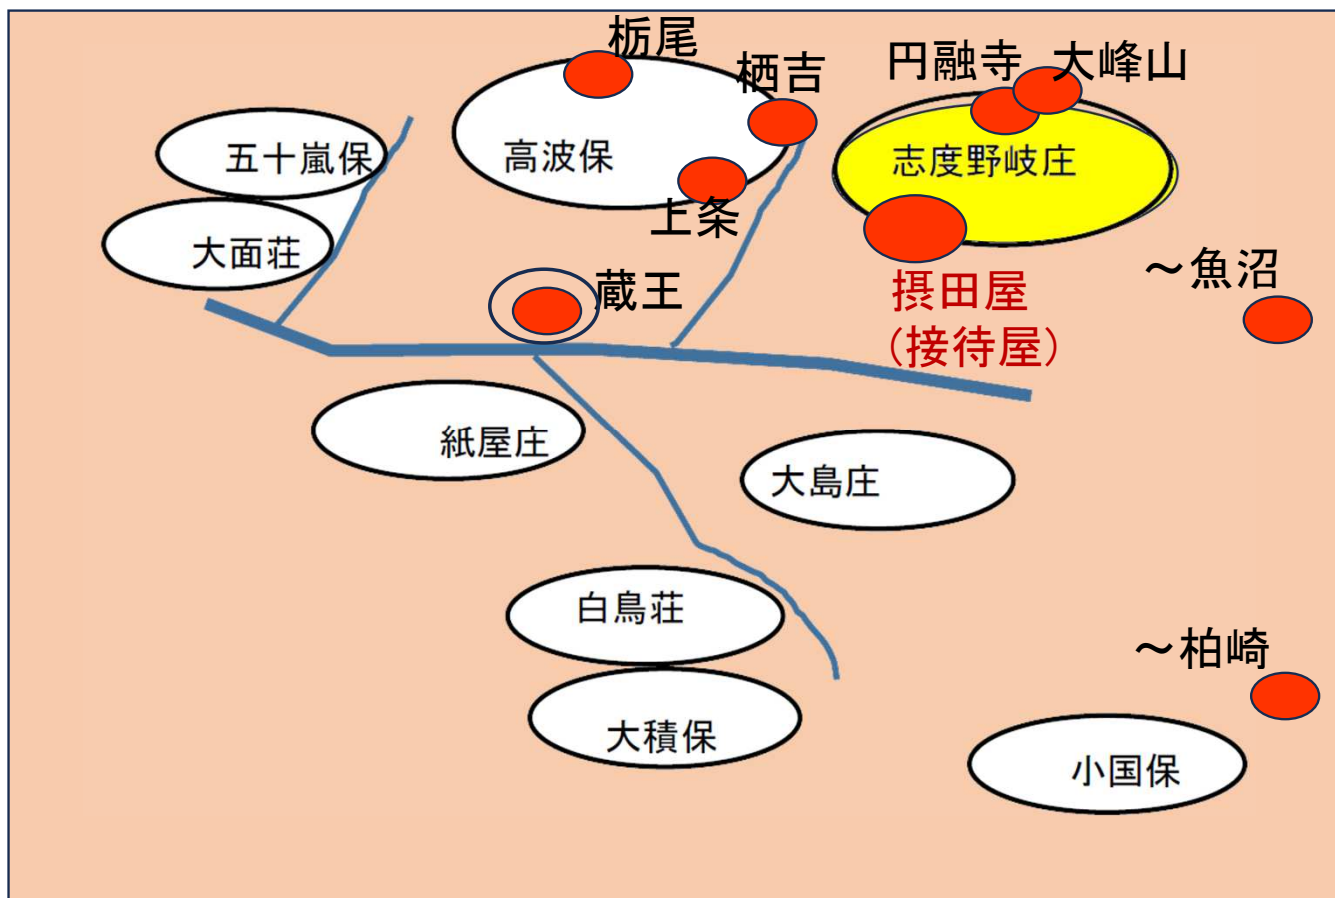 栃尾
栖吉
円融寺
大峰山
五十嵐保
高波保
志度野岐庄
上条
大面荘
～魚沼
蔵王
摂田屋
(接待屋)
紙屋庄
大島庄
白鳥荘
～柏崎
大積保
小国保